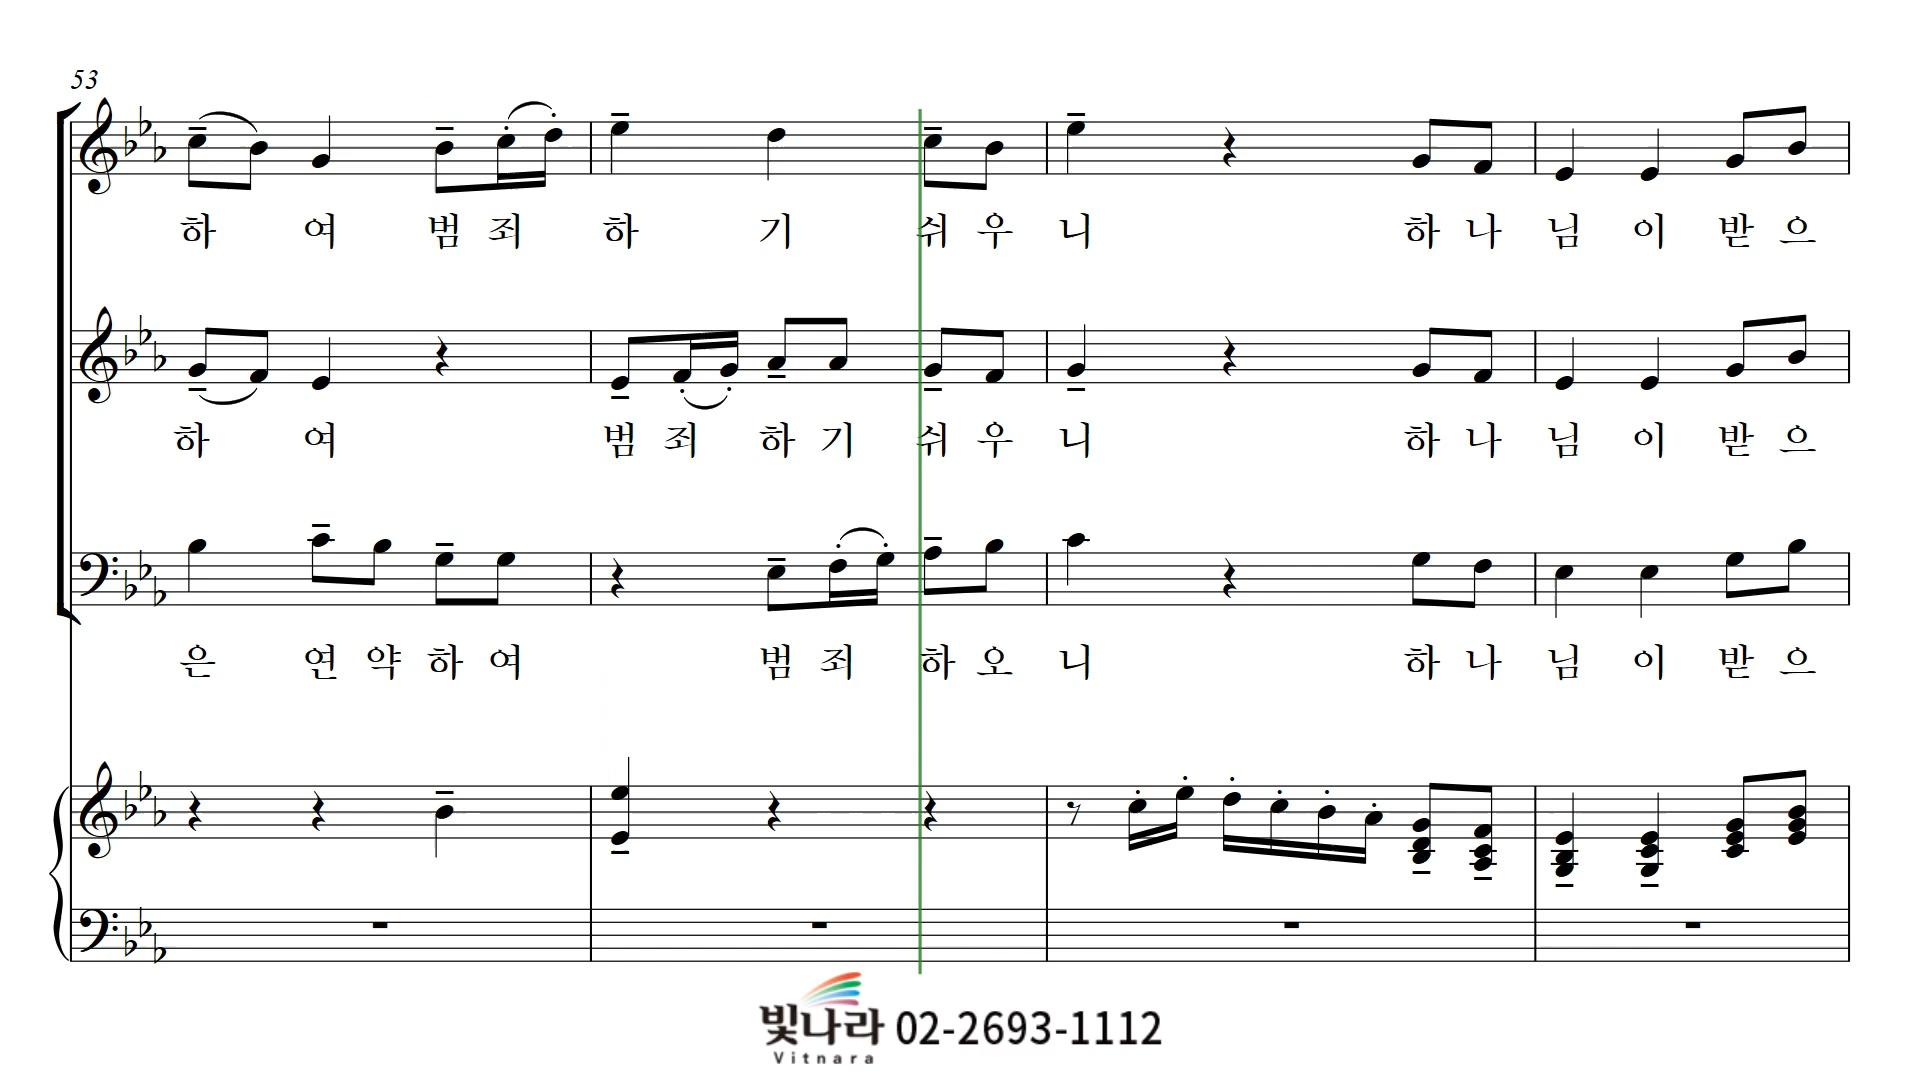 53
하 여 범 죄 하 기 쉬 우 니 하 나 님 이 받 으
하 여 범 죄 하 기 쉬 우 니 하 나 님 이 받 으
은 연 약 하 여 범 죄 하 오 니 하 나 님 이 받 으
빛나라 02-2693-1112
Vitnara